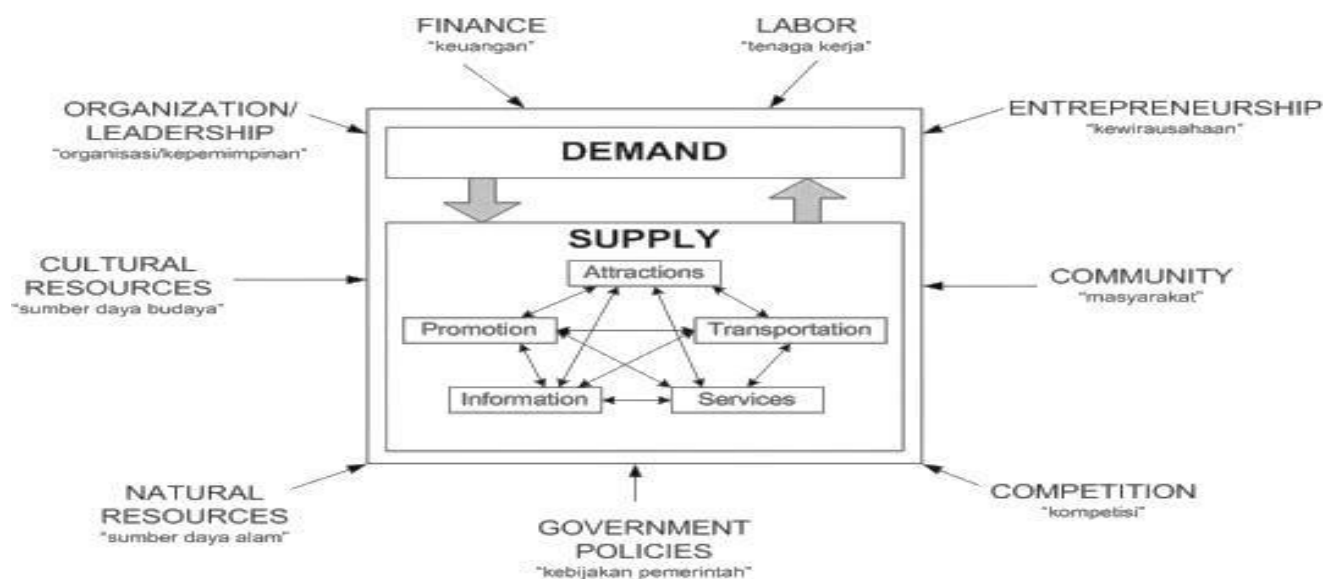 FINANCE
"keuangan"
LABOR
"tenaga kerja"
ORGANIZATION/
LEADERSHIP
"organisasi/kepemimpinan"
ENTREPRENEURSHIP
"kewirausahaan"
DEMAND
SUPPLY
Attractions
Promotion
Transportation
Information
Services
CULTURAL
RESOURCES
"sumber daya budaya"
COMMUNITY
"masyarakat"
NATURAL
RESOURCES
"sumber daya alam"
GOVERNMENT
POLICIES
"kebijakan pemerintah"
COMPETITION
"kompetisi"